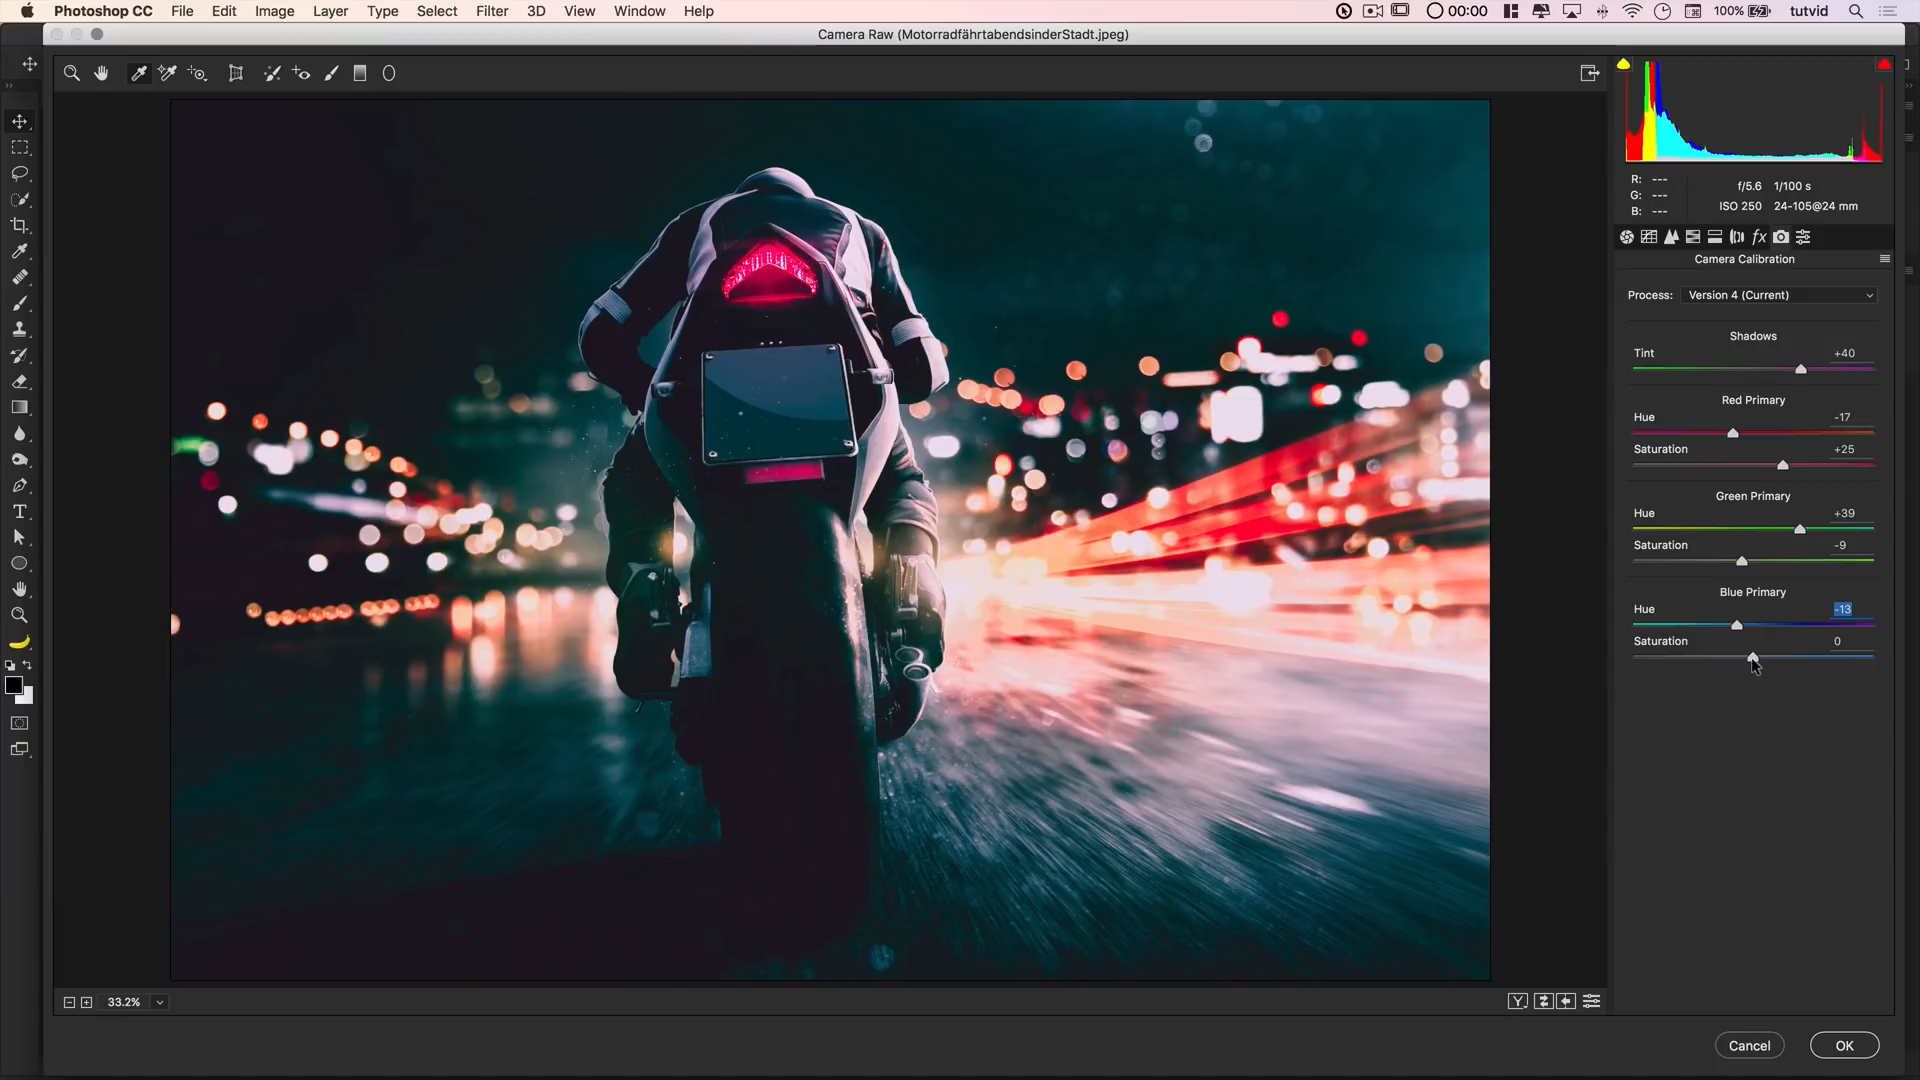 Photoshop CC File Edit Image Layer Type Select Filter 3D View Window Help 00:00 100% tutvid
Camera Raw (MotorradfährtabendsinderStadt.jpeg)
R: ---
G: ---
B: ---
f/5.6 1/100 s
ISO 250 24-105@24 mm
fx
Camera Calibration
Process: Version 4 (Current)
Shadows
Tint +40
Red Primary
Hue -17
Saturation +25
Green Primary
Hue +39
Saturation -9
Blue Primary
Hue -13
Saturation 0
33.2%
Y
Cancel OK